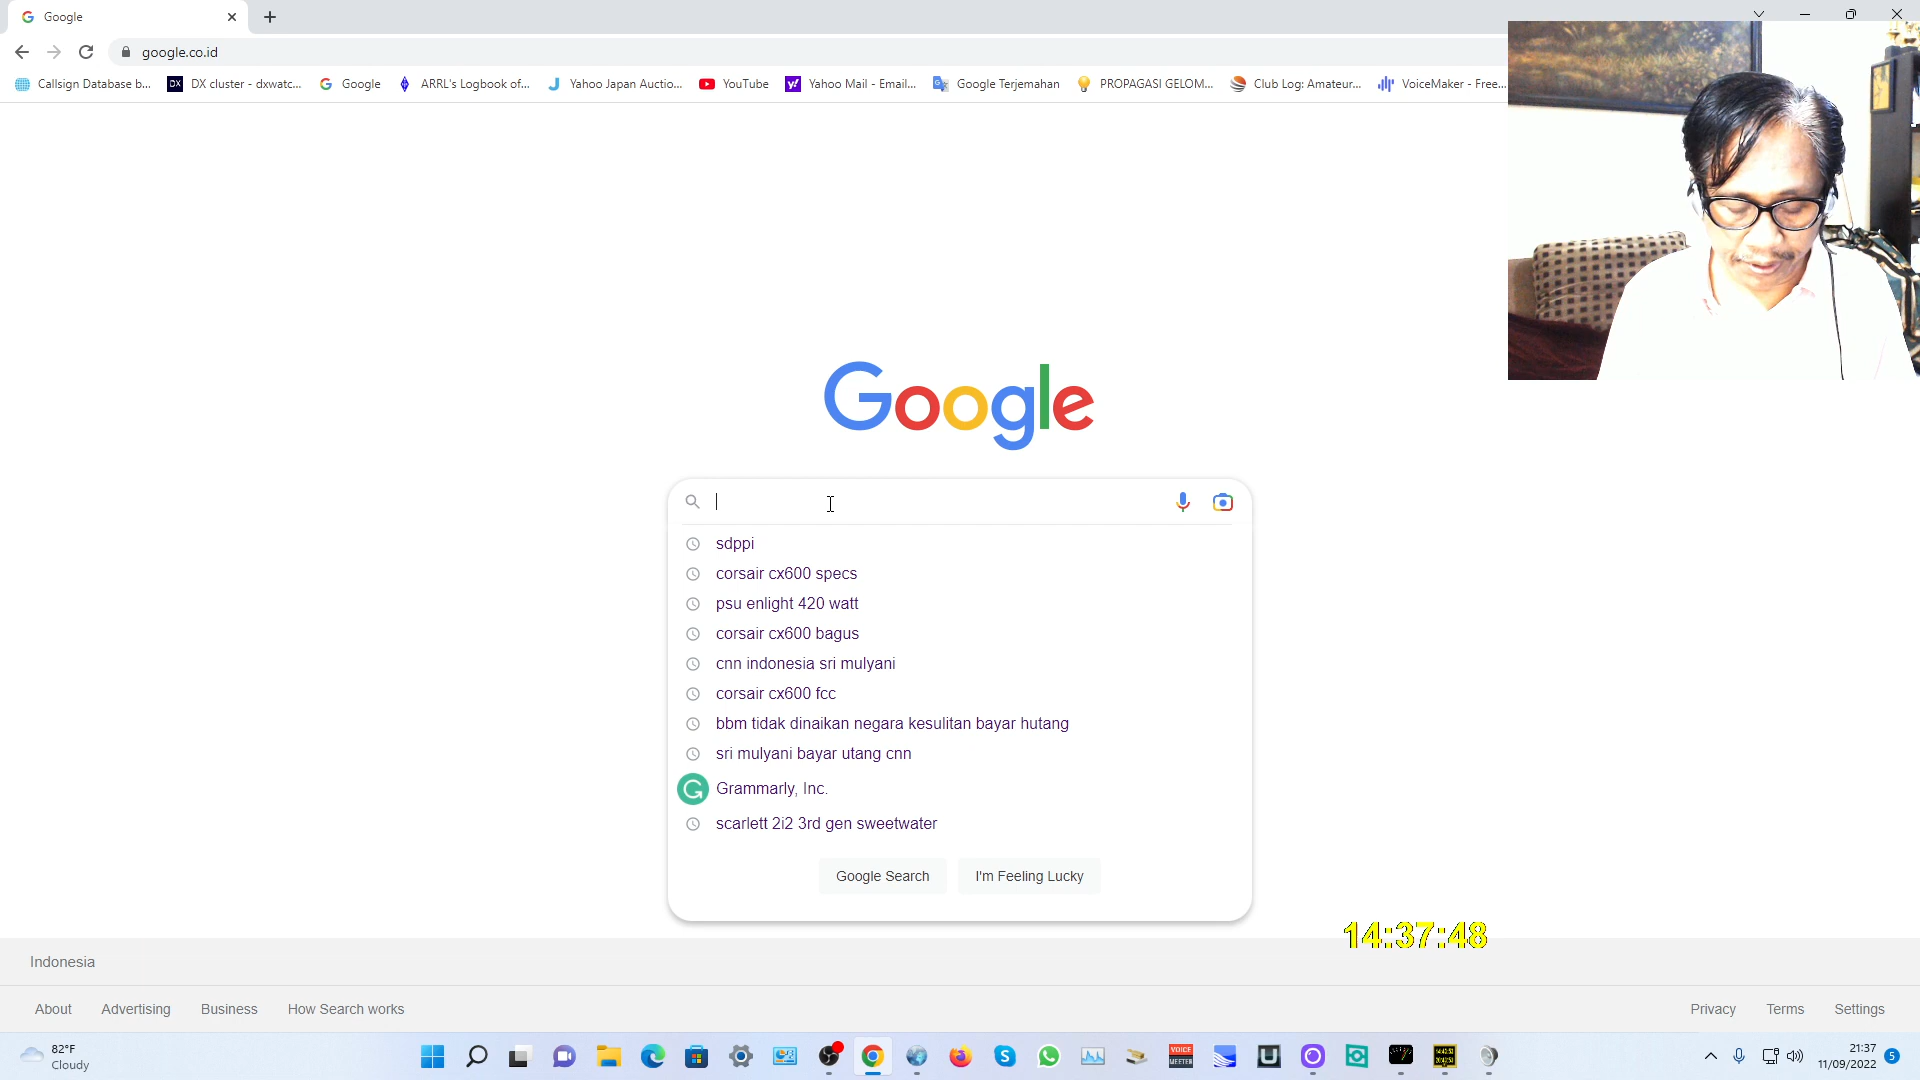 Google
google.co.id
Callsign Database b...
DX cluster - dxwatc...
Google
ARRL's Logbook of...
Yahoo Japan Auctio...
YouTube
Yahoo Mail - Email...
Google Terjemahan
PROPAGASI GELOM...
Club Log: Amateur...
VoiceMaker - Free...
Google
sdppi
corsair cx600 specs
psu enlight 420 watt
corsair cx600 bagus
cnn indonesia sri mulyani
corsair cx600 fcc
bbm tidak dinaikan negara kesulitan bayar hutang
sri mulyani bayar utang cnn
Grammarly, Inc.
scarlett 2i2 3rd gen sweetwater
Google Search
I'm Feeling Lucky
14:37:48
Indonesia
About
Advertising
Business
How Search works
Privacy
Terms
Settings
82°F
Cloudy
VOICE
MEETER
21:37
11/09/2022
5